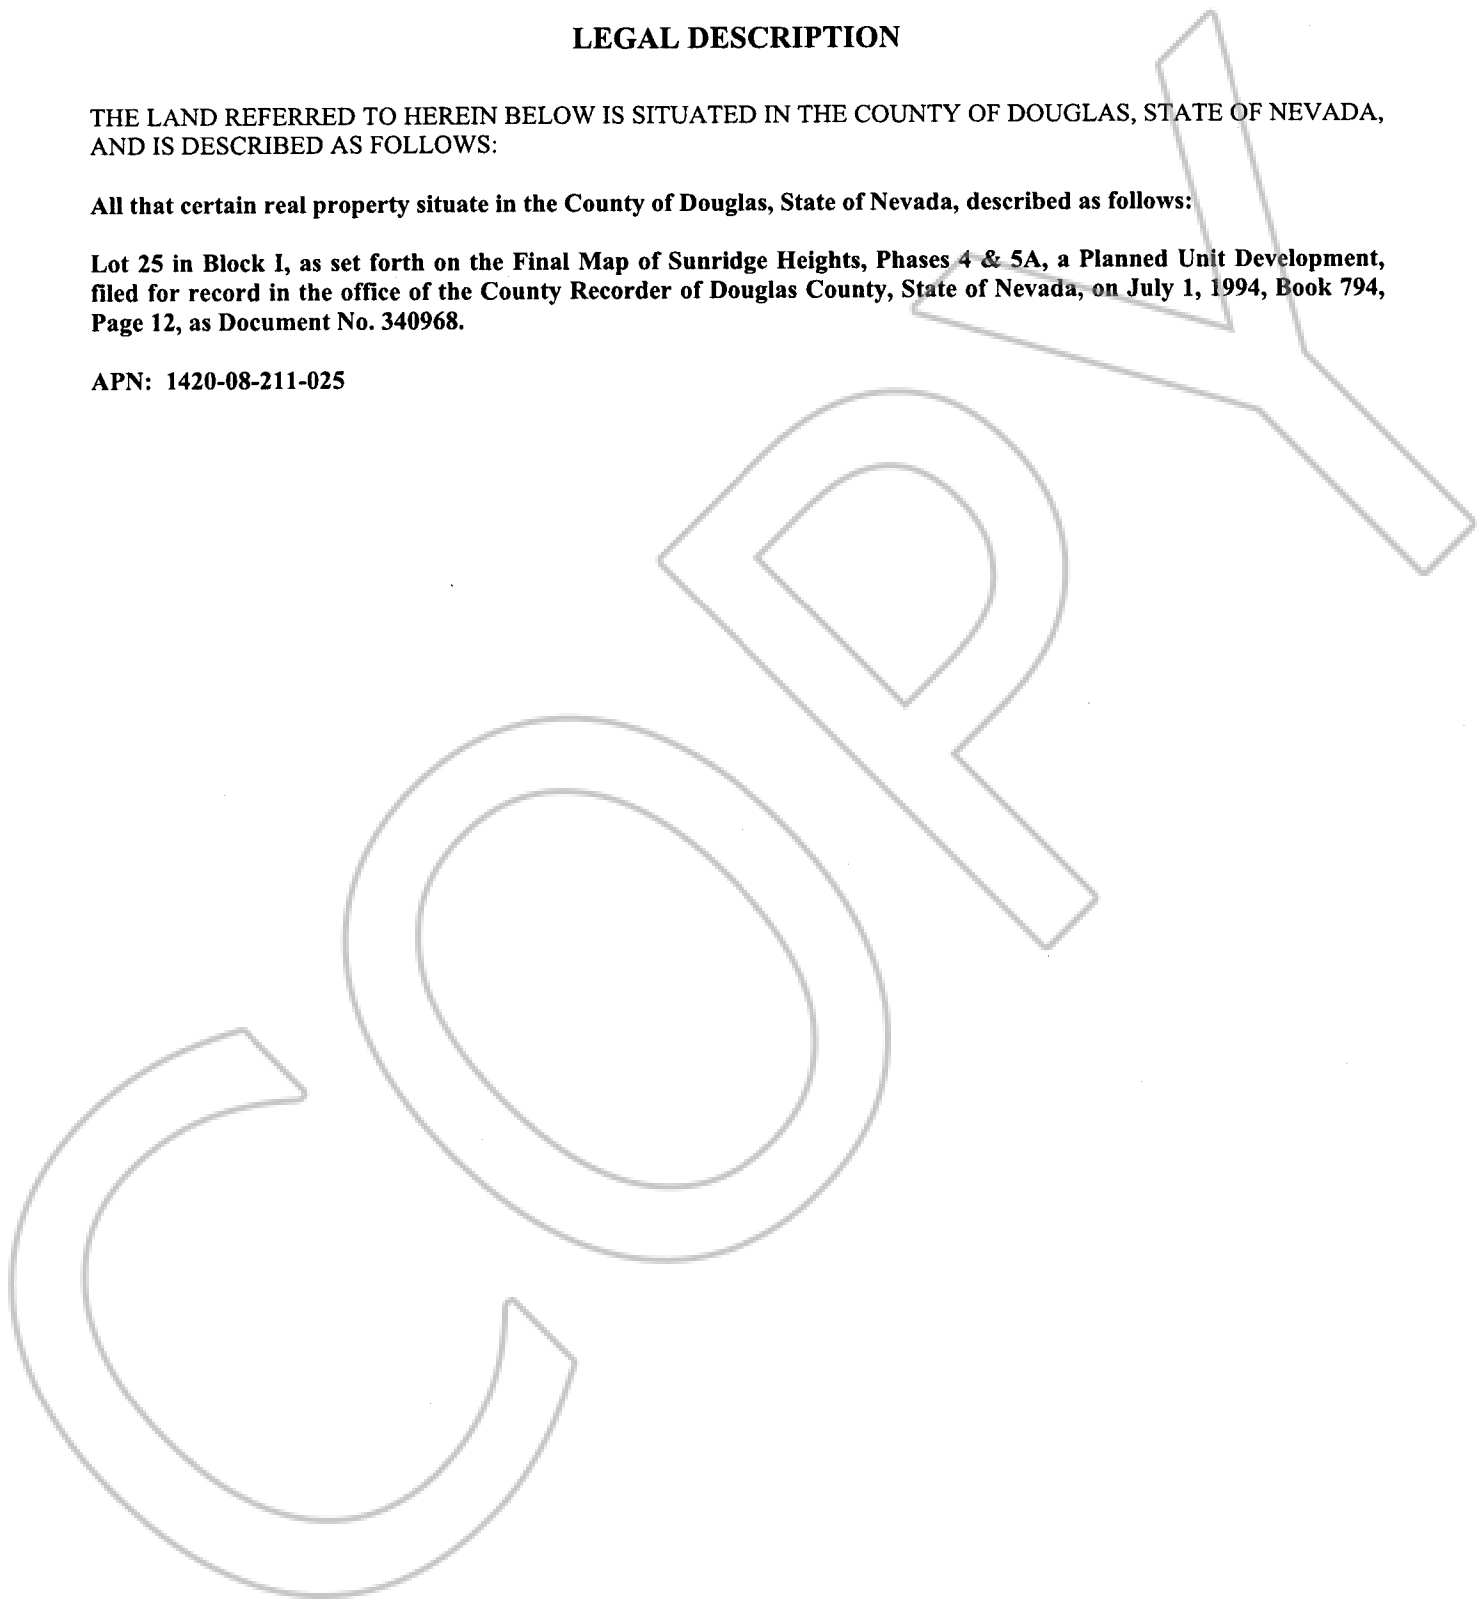 LEGAL DESCRIPTION
THE LAND REFERRED TO HEREIN BELOW IS SITUATED IN THE COUNTY OF DOUGLAS, STATE OF NEVADA,
AND IS DESCRIBED AS FOLLOWS:
All that certain real property situate in the County of Douglas, State of Nevada, described as follows:
Lot 25 in Block I, as set forth on the Final Map of Sunridge Heights, Phases 4 & 5A, a Planned Unit Development,
filed for record in the office of the County Recorder of Douglas County, State of Nevada, on July 1, 1994, Book 794,
Page 12, as Document No. 340968.
APN: 1420-08-211-025
COPY